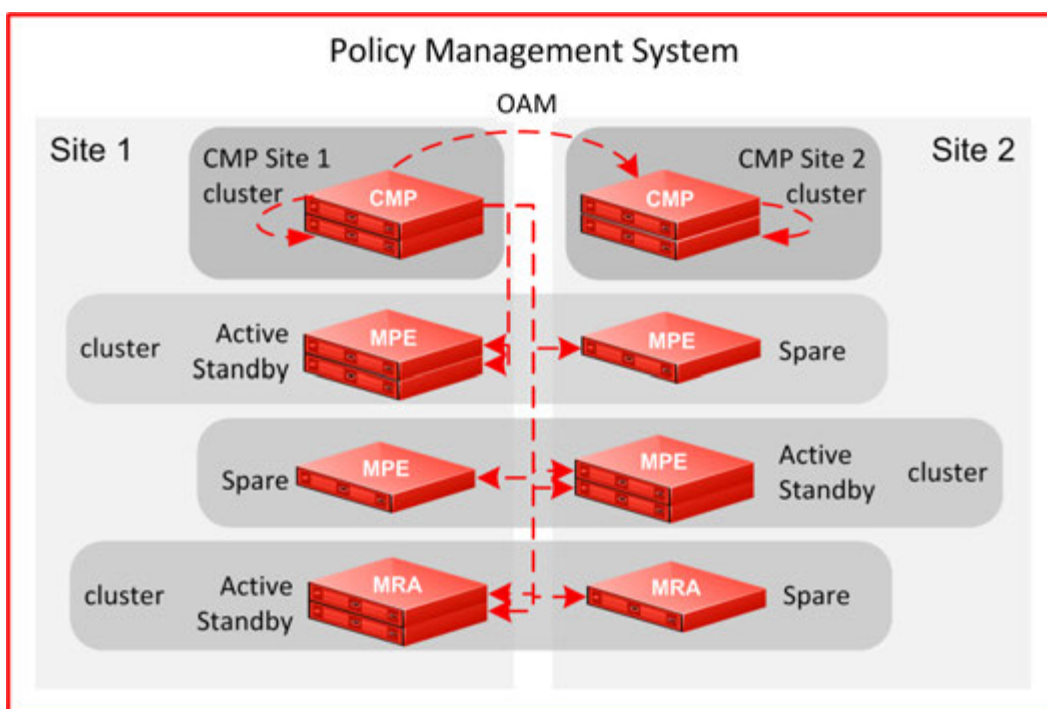 Policy Management System
OAM
Site 1
CMP Site 1
cluster
CMP
CMP
CMP Site 2
cluster
Site 2
cluster
Active
Standby
MPE
MPE
Spare
Spare
MPE
MPE
Active
Standby
cluster
cluster
Active
Standby
MRA
MRA
Spare